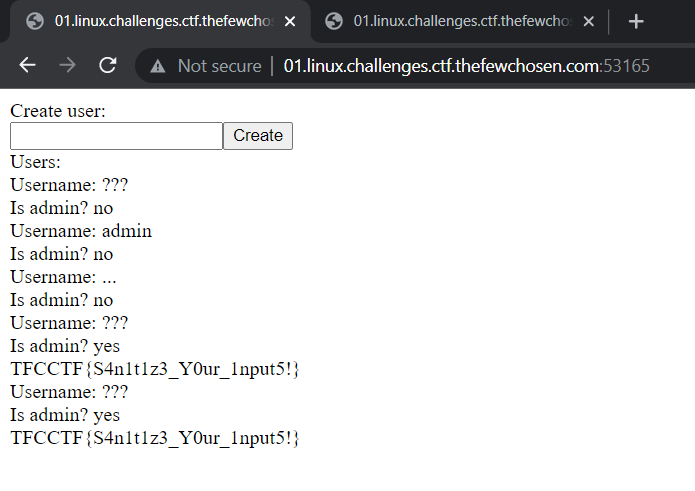 01.linux.challenges.ctf.thefewcho
01.linux.challenges.ctf.thefewchos
Not secure | 01.linux.challenges.ctf.thefewchosen.com:53165
Create user:
Create
Users:
Username: ???
Is admin? no
Username: admin
Is admin? no
Username: ...
Is admin? no
Username: ???
Is admin? yes
TFCCTF{S4n1t1z3_Y0ur_1nput5!}
Username: ???
Is admin? yes
TFCCTF{S4n1t1z3_Y0ur_1nput5!}